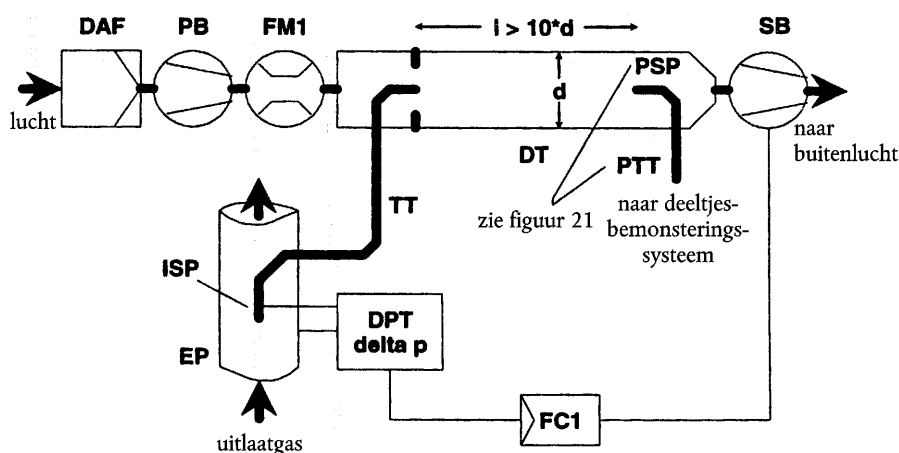 DAF
PB
FM1
l > 10*d
SB
lucht
PSP
d
naar
buitenlucht
DT
PTT
TT
zie figuur 21
naar deeltjes-
bemonsterings-
systeem
ISP
DPT
delta p
EP
FC1
uitlaatgas